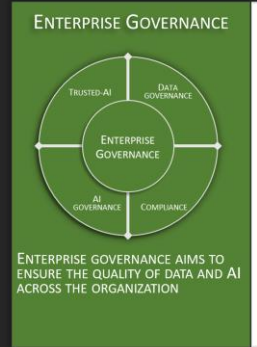 ENTERPRISE GOVERNANCE
TRUSTED-AI
DATA
GOVERNANCE
ENTERPRISE
GOVERNANCE
AI
GOVERNANCE
COMPLIANCE
ENTERPRISE GOVERNANCE AIMS TO
ENSURE THE QUALITY OF DATA AND AI
ACROSS THE ORGANIZATION